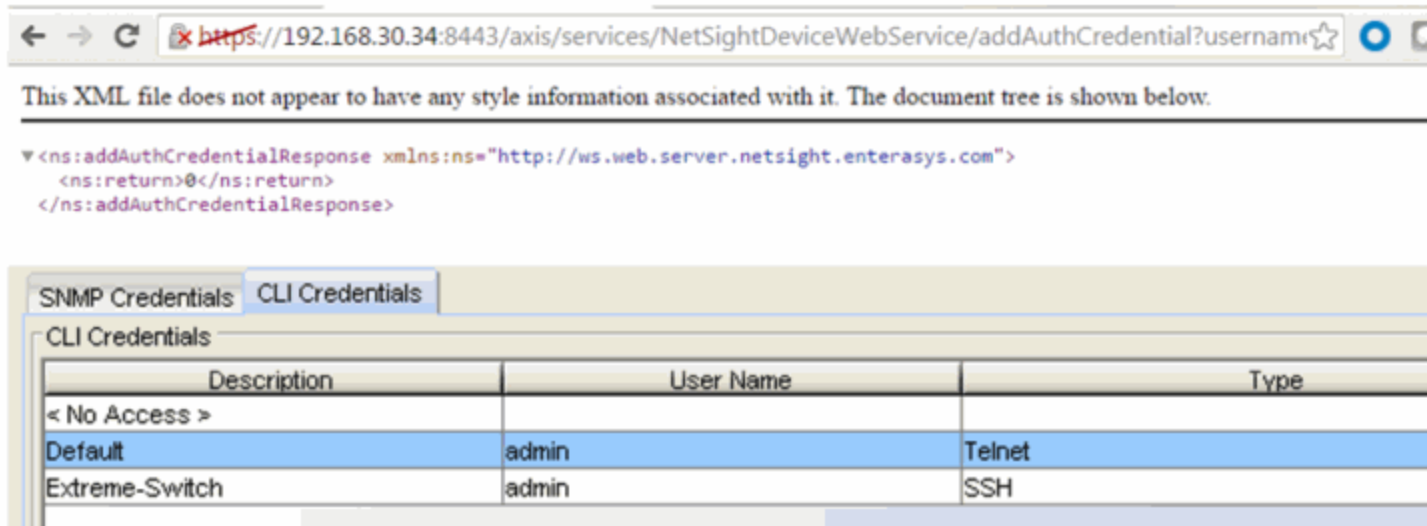 https://192.168.30.34:8443/axis/services/NetSightDeviceWebService/addAuthCredential?username
This XML file does not appear to have any style information associated with it. The document tree is shown below.
▼<ns:addAuthCredentialResponse xmlns:ns="http://ws.web.server.netsight.enterasys.com">
<ns:return>0</ns:return>
</ns:addAuthCredentialResponse>
SNMP Credentials CLI Credentials
CLI Credentials
Description User Name Type
< No Access >
Default admin Telnet
Extreme-Switch admin SSH